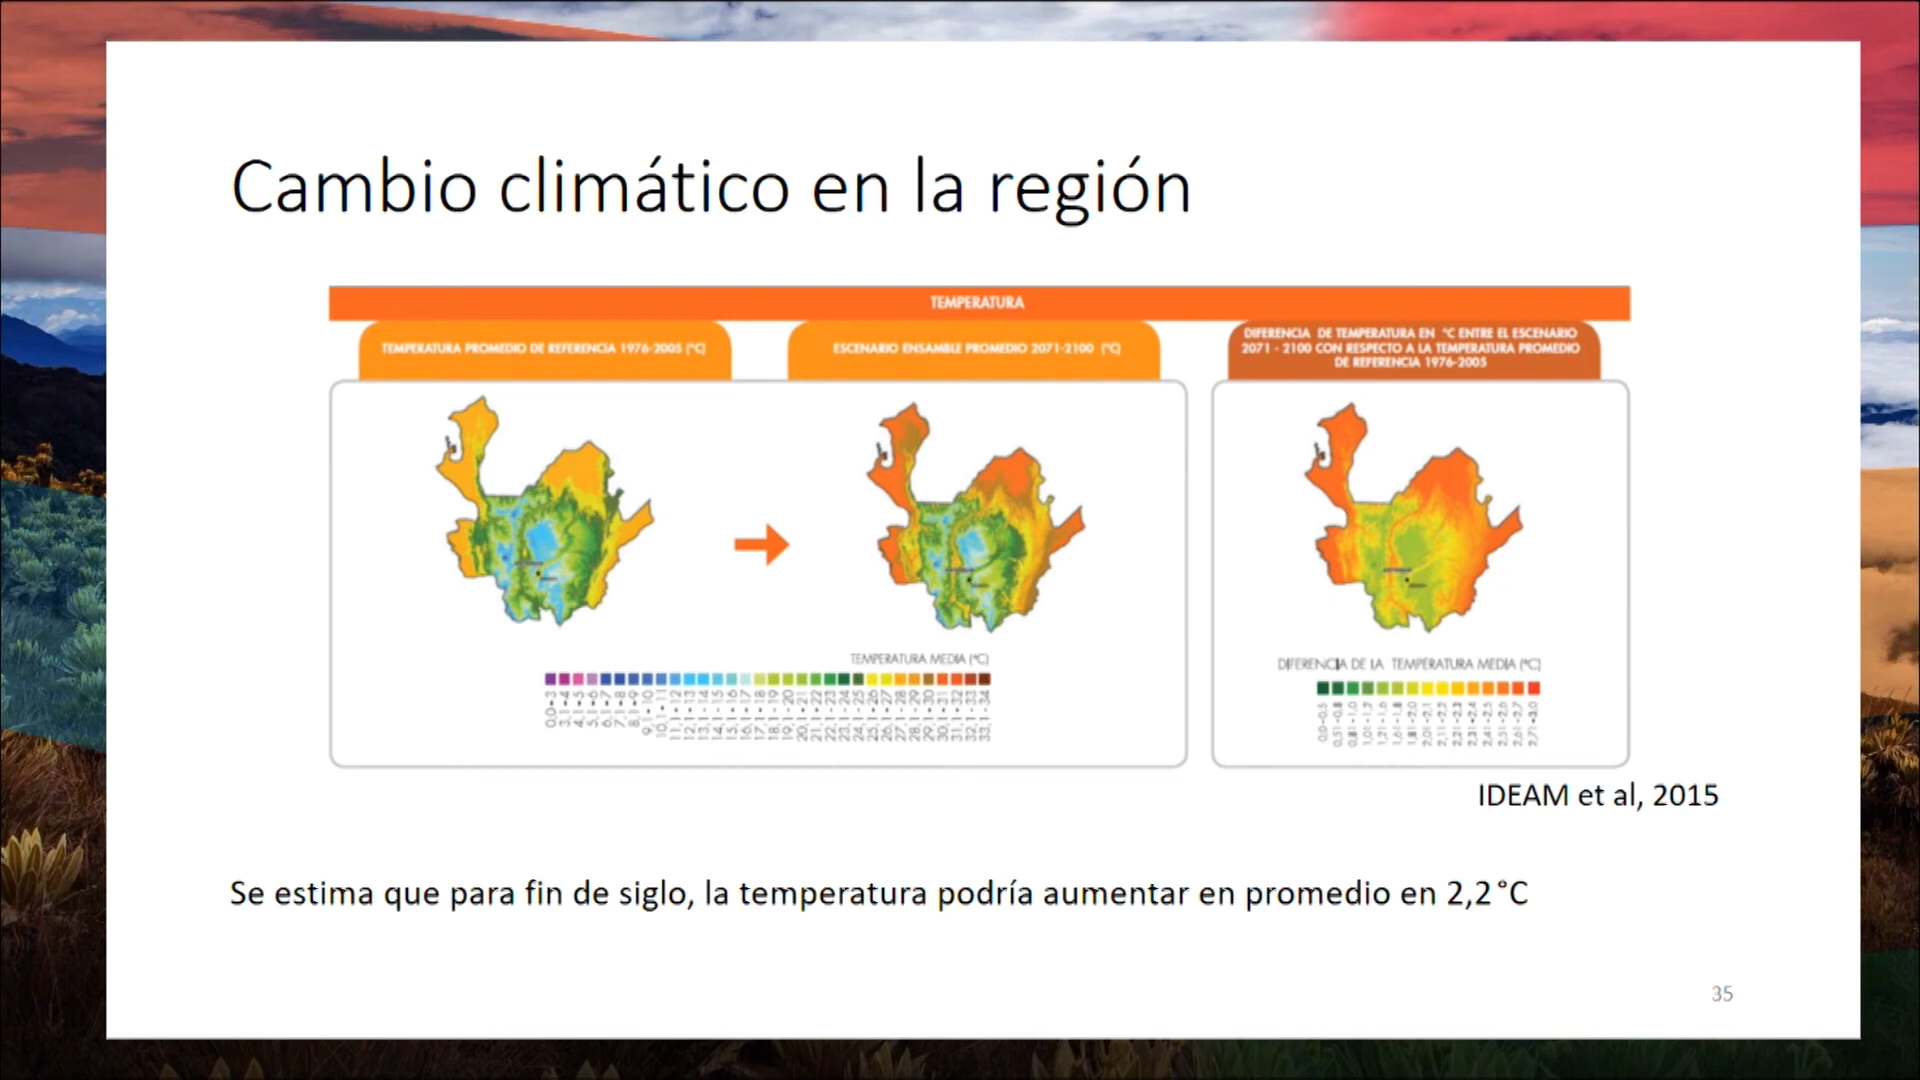 Cambio climático en la región
TEMPERATURA
TEMPERATURA PROMEDIO DE REFERENCIA 1976-2005 (°C)
ESCENARIO ENSAMBLE PROMEDIO 2071-2100 (°C)
DIFERENCIA DE TEMPERATURA EN °C ENTRE EL ESCENARIO
2071 - 2100 CON RESPECTO A LA TEMPERATURA PROMEDIO
DE REFERENCIA 1976-2005
TEMPERATURA MEDIA (°C)
DIFERENCIA DE LA TEMPERATURA MEDIA (°C)
IDEAM et al, 2015
Se estima que para fin de siglo, la temperatura podría aumentar en promedio en 2,2°C
35